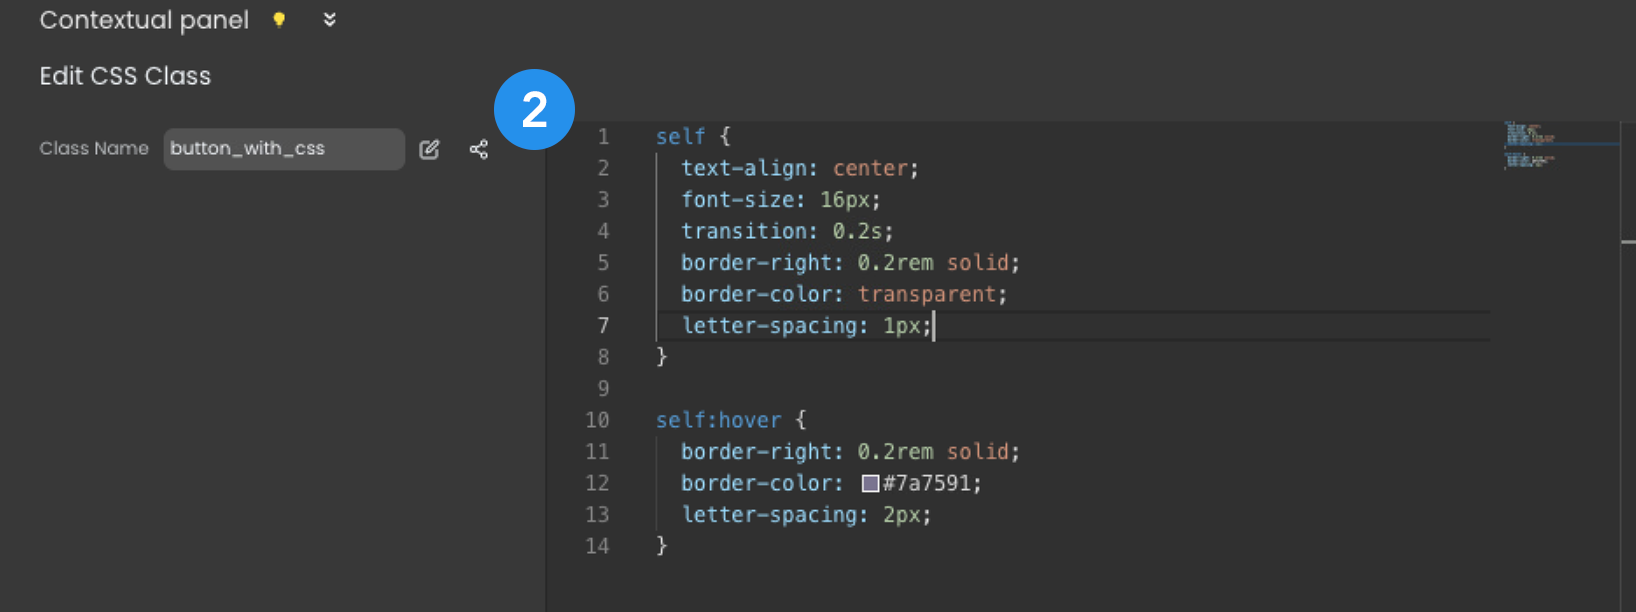 Contextual panel
Edit CSS Class
Class Name button_with_css
2
1 self {
2 text-align: center;
3 font-size: 16px;
4 transition: 0.2s;
5 border-right: 0.2rem solid;
6 border-color: transparent;
7 letter-spacing: 1px;
8 }
9
10 self:hover {
11 border-right: 0.2rem solid;
12 border-color: #7a7591;
13 letter-spacing: 2px;
14 }